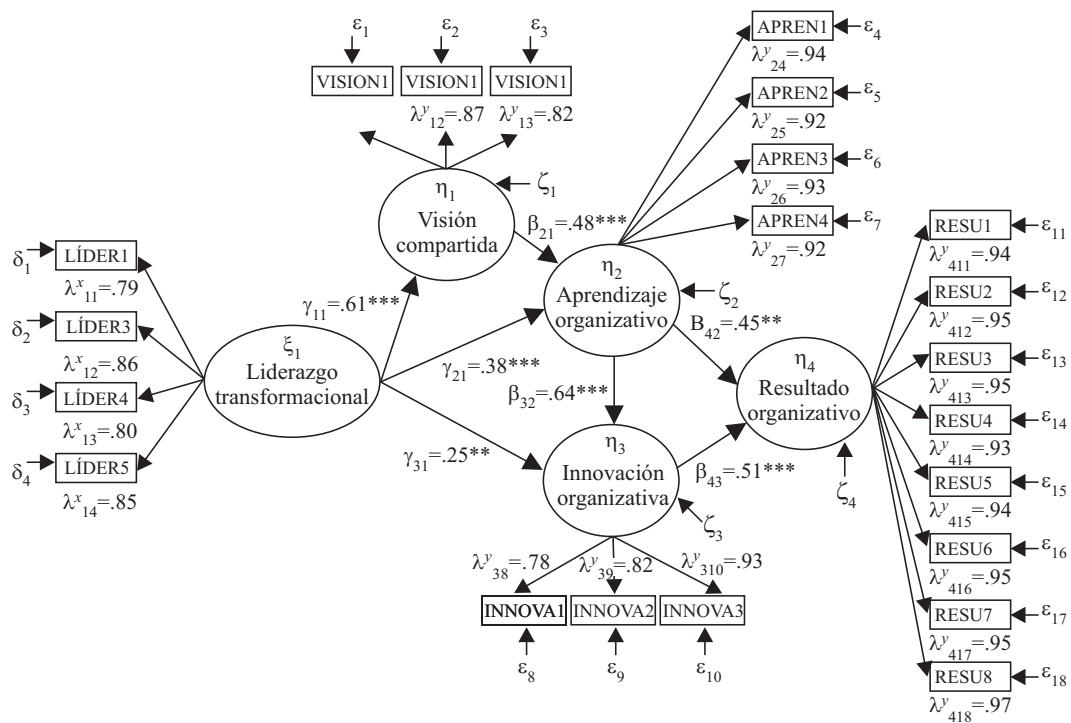 ε1
ε2
ε3
VISION1
VISION1
VISION1
λy12=.87
λy13=.82
η1
Visión
compartida
ζ1
APREN1
ε4
λy24=.94
APREN2
ε5
λy25=.92
APREN3
ε6
λy26=.93
APREN4
ε7
λy27=.92
β21=.48***
η2
Aprendizaje
organizativo
ζ2
δ1
LÍDER1
λx11=.79
δ2
LÍDER3
λx12=.86
δ3
LÍDER4
λx13=.80
δ4
LÍDER5
λx14=.85
ξ1
Liderazgo
transformacional
γ11=.61***
γ21=.38***
γ31=.25**
β32=.64***
B42=.45**
β43=.51***
η3
Innovación
organizativa
ζ3
λy38=.78
λy39=.82
λy310=.93
INNOVA1
INNOVA2
INNOVA3
ε8
ε9
ε10
η4
Resultado
organizativo
ζ4
RESU1
ε11
λy411=.94
RESU2
ε12
λy412=.95
RESU3
ε13
λy413=.95
RESU4
ε14
λy414=.93
RESU5
ε15
λy415=.94
RESU6
ε16
λy416=.95
RESU7
ε17
λy417=.95
RESU8
ε18
λy418=.97